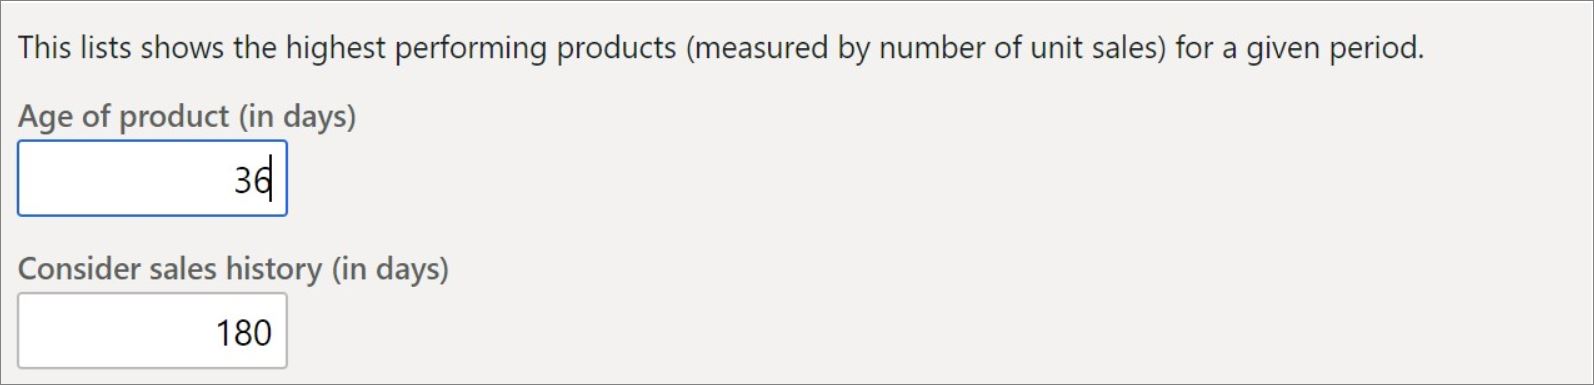 This lists shows the highest performing products (measured by number of unit sales) for a given period.
Age of product (in days)
36
Consider sales history (in days)
180